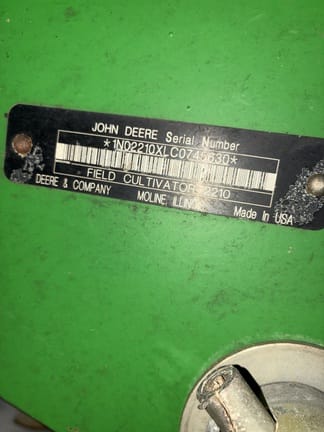 JOHN DEERE Serial Number
*1N02210XLC0745630*
FIELD CULTIVATOR 2210
DEERE & COMPANY MOLINE ILLINOIS Made In USA